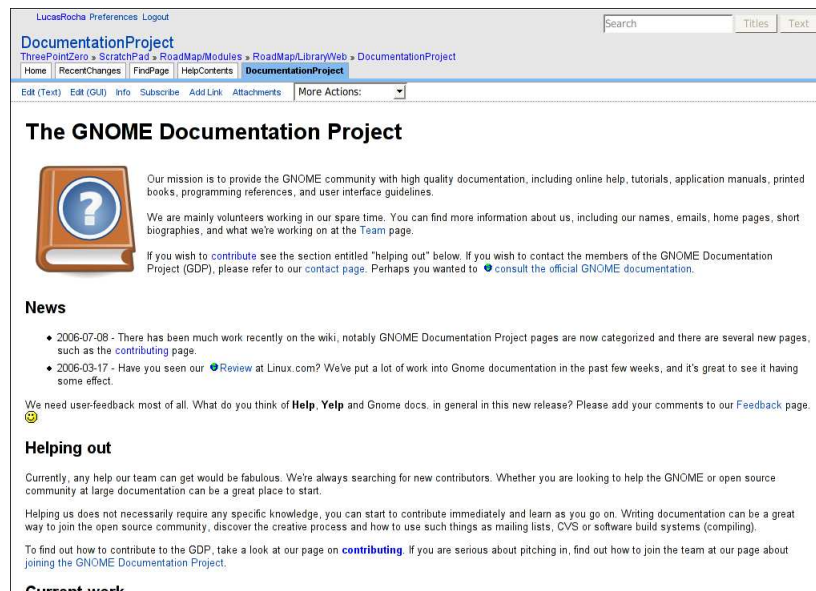 LucasRocha Preferences Logout
Search
Titles
Text
DocumentationProject
ThreePointZero » ScratchPad » RoadMap/Modules » RoadMap/LibraryWeb » DocumentationProject
Home RecentChanges FindPage HelpContents DocumentationProject
Edit (Text) Edit (GUI) Info Subscribe Add Link Attachments More Actions:
The GNOME Documentation Project
Our mission is to provide the GNOME community with high quality documentation, including online help, tutorials, application manuals, printed
books, programming references, and user interface guidelines.
We are mainly volunteers working in our spare time. You can find more information about us, including our names, emails, home pages, short
biographies, and what we're working on at the Team page.
If you wish to contribute see the section entitled "helping out" below. If you wish to contact the members of the GNOME Documentation
Project (GDP), please refer to our contact page. Perhaps you wanted to consult the official GNOME documentation.
News
2006-07-08 - There has been much work recently on the wiki, notably GNOME Documentation Project pages are now categorized and there are several new pages,
such as the contributing page.
2006-03-17 - Have you seen our Review at Linux.com? We've put a lot of work into Gnome documentation in the past few weeks, and it's great to see it having
some effect.
We need user-feedback most of all. What do you think of Help, Yelp and Gnome docs. in general in this new release? Please add your comments to our Feedback page.
Helping out
Currently, any help our team can get would be fabulous. We're always searching for new contributors. Whether you are looking to help the GNOME or open source
community at large documentation can be a great place to start.
Helping us does not necessarily require any specific knowledge, you can start to contribute immediately and learn as you go on. Writing documentation can be a great
way to join the open source community, discover the creative process and how to use such things as mailing lists, CVS or software build systems (compiling).
To find out how to contribute to the GDP, take a look at our page on contributing. If you are serious about pitching in, find out how to join the team at our page about
joining the GNOME Documentation Project.
Current work